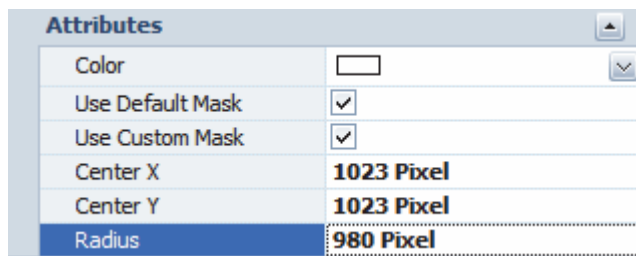 Attributes
Color
Use Default Mask
Use Custom Mask
Center X 1023 Pixel
Center Y 1023 Pixel
Radius 980 Pixel